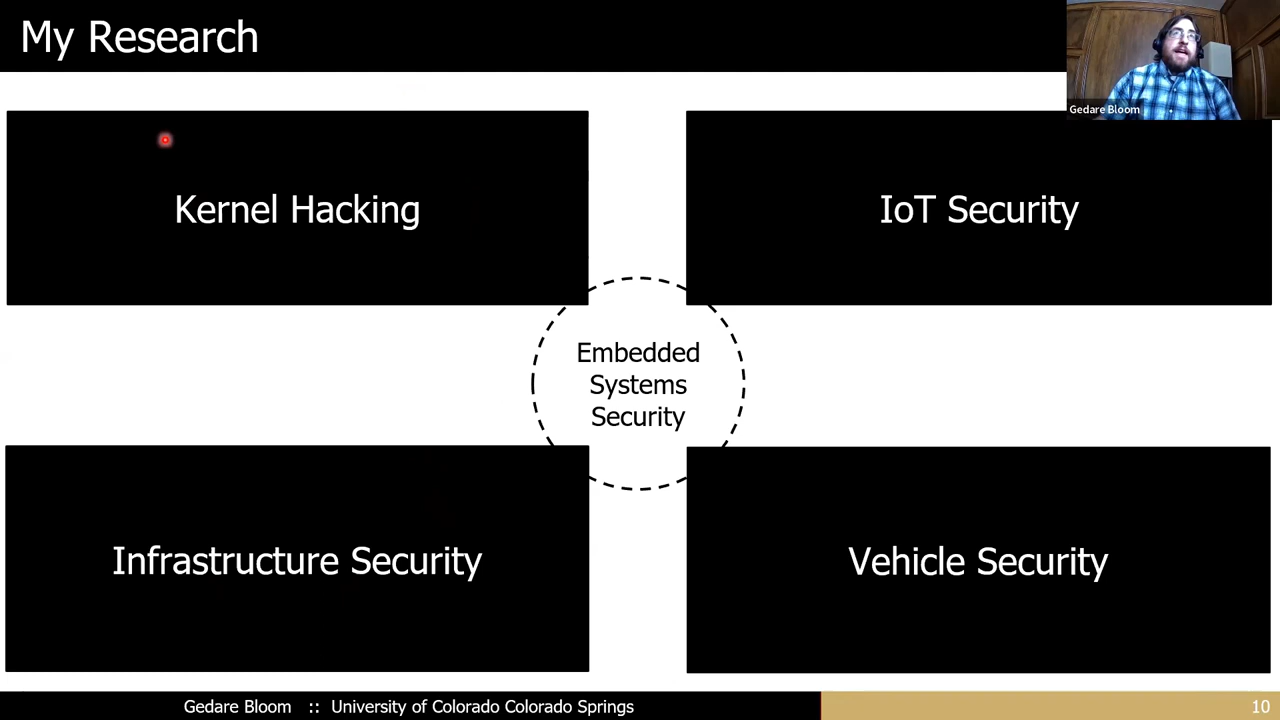 My Research
Gedare Bloom
Kernel Hacking
IoT Security
Embedded
Systems
Security
Infrastructure Security
Vehicle Security
Gedare Bloom :: University of Colorado Colorado Springs
10